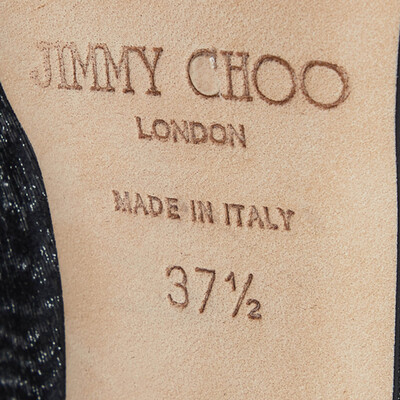 JIMMY CHOO
LONDON
MADE IN ITALY
37½